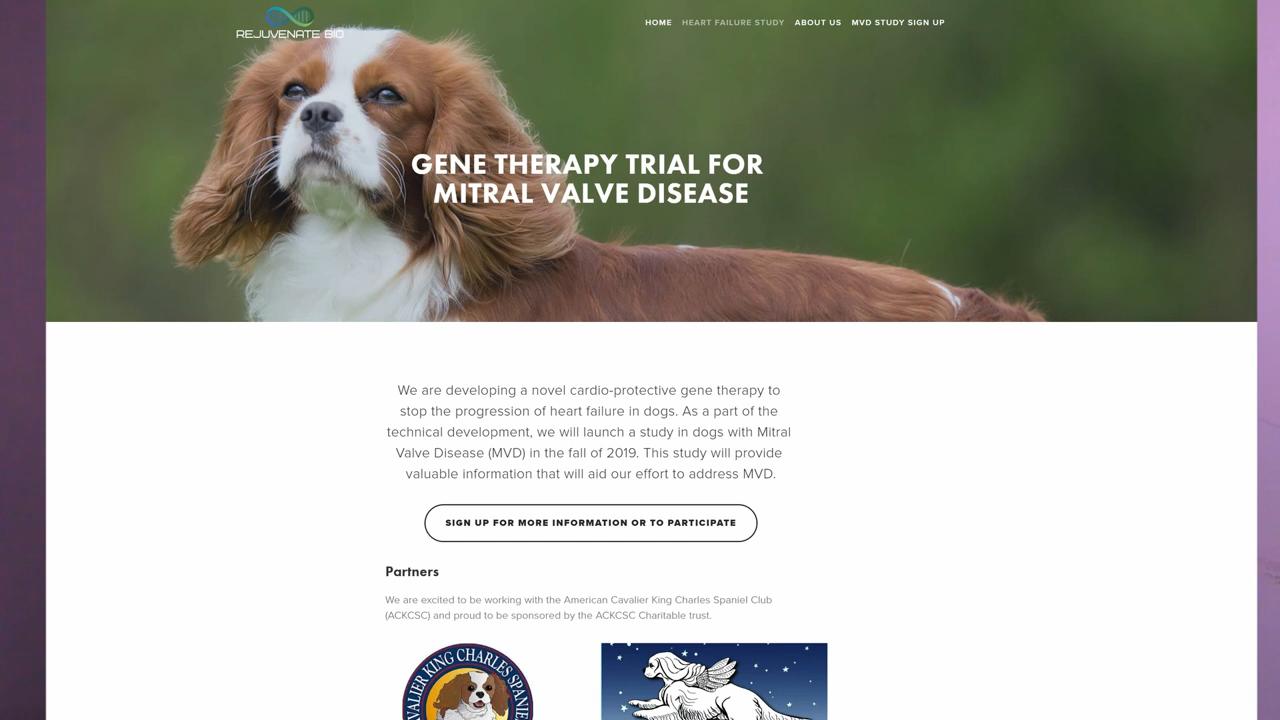 REJUVENATE BIO
HOME HEART FAILURE STUDY ABOUT US MVD STUDY SIGN UP
GENE THERAPY TRIAL FOR
MITRAL VALVE DISEASE
We are developing a novel cardio-protective gene therapy to
stop the progression of heart failure in dogs. As a part of the
technical development, we will launch a study in dogs with Mitral
Valve Disease (MVD) in the fall of 2019. This study will provide
valuable information that will aid our effort to address MVD.
SIGN UP FOR MORE INFORMATION OR TO PARTICIPATE
Partners
We are excited to be working with the American Cavalier King Charles Spaniel Club
(ACKCSC) and proud to be sponsored by the ACKCSC Charitable trust.
KING CHARLES